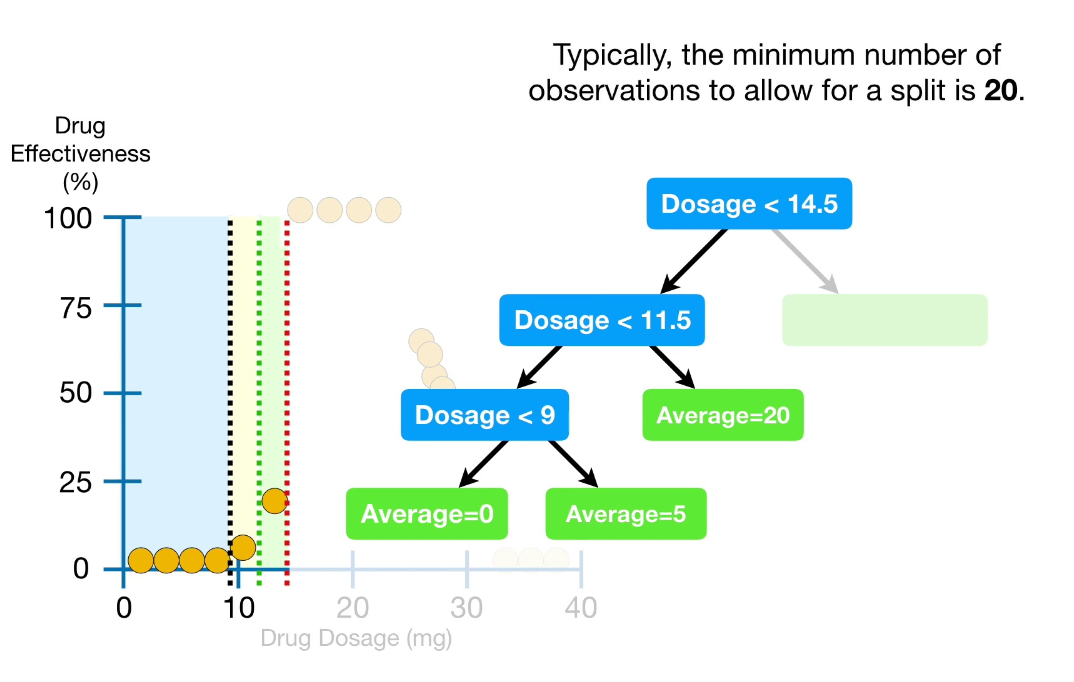 Typically, the minimum number of
observations to allow for a split is 20.
Drug
Effectiveness
(%)
100
75
50
25
0
0
10
20
30
40
Drug Dosage (mg)
Dosage < 14.5
Dosage < 11.5
Dosage < 9
Average=20
Average=0
Average=5